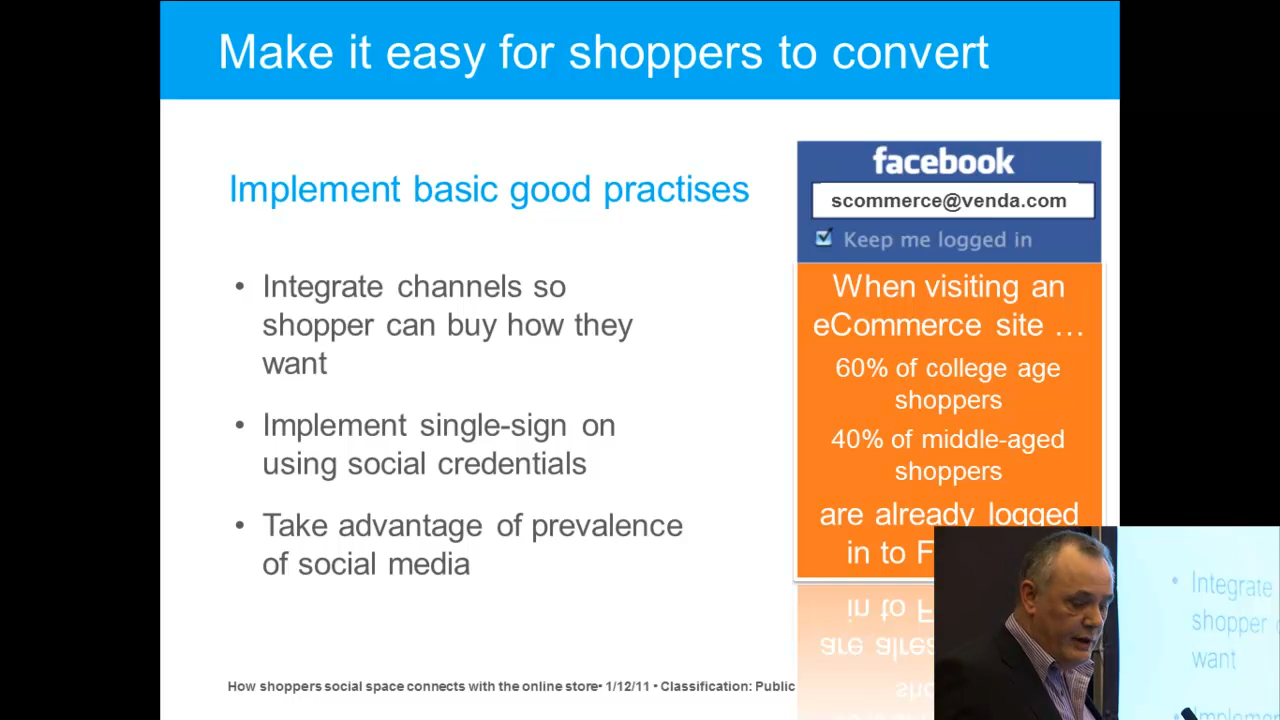 Make it easy for shoppers to convert
Implement basic good practises
• Integrate channels so
shopper can buy how they
want
• Implement single-sign on
using social credentials
• Take advantage of prevalence
of social media
facebook
scommerce@venda.com
Keep me logged in
When visiting an
eCommerce site …
60% of college age
shoppers
40% of middle-aged
shoppers
are already logged
in to F
How shoppers social space connects with the online store• 1/12/11 • Classification: Public
• Integrate
shopper
want